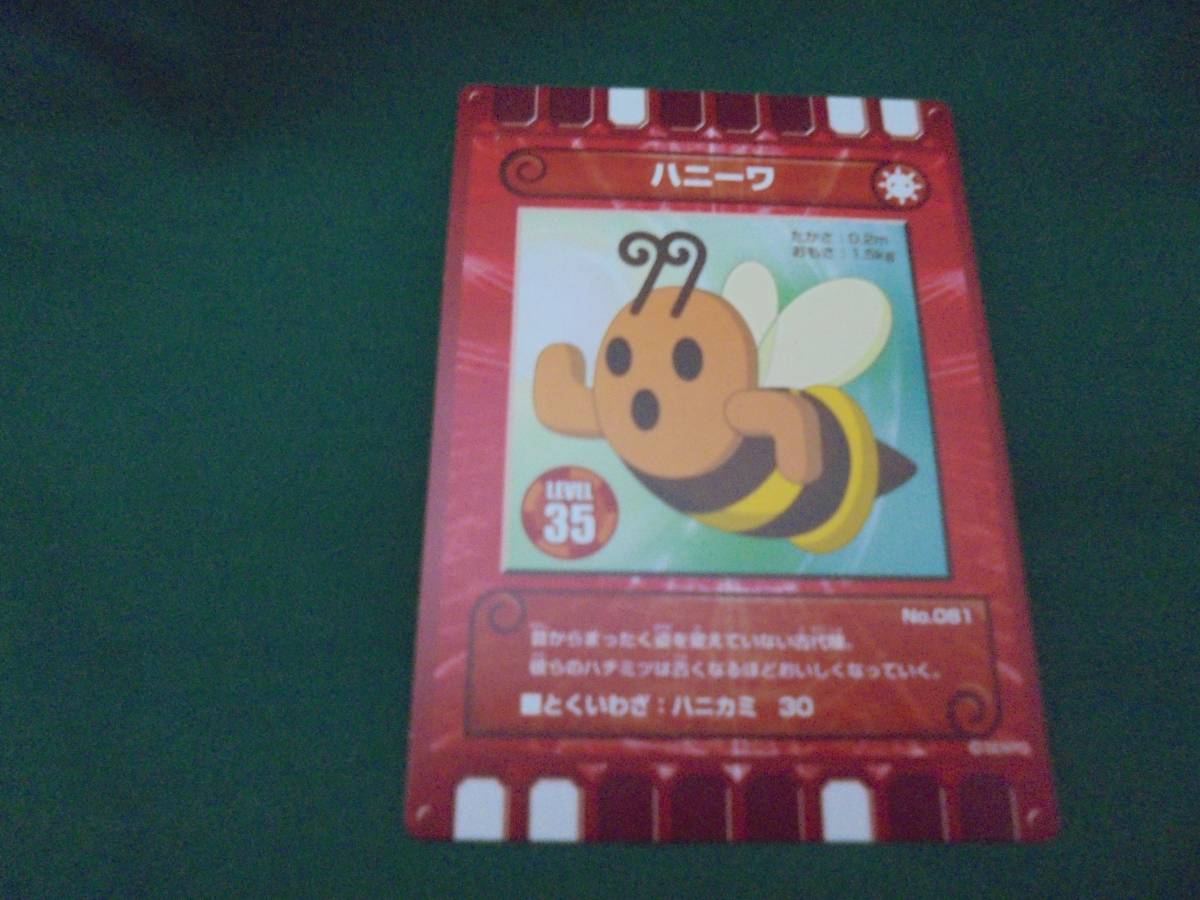 ハニーワ
たかさ：0.2m
おもさ：1.5kg
LEVEL
35
No.081
昔からまったく姿を変えていない古代種。
彼らのハチミツは古くなるほどおいしくなっていく。
■とくいわざ：ハニカミ 30